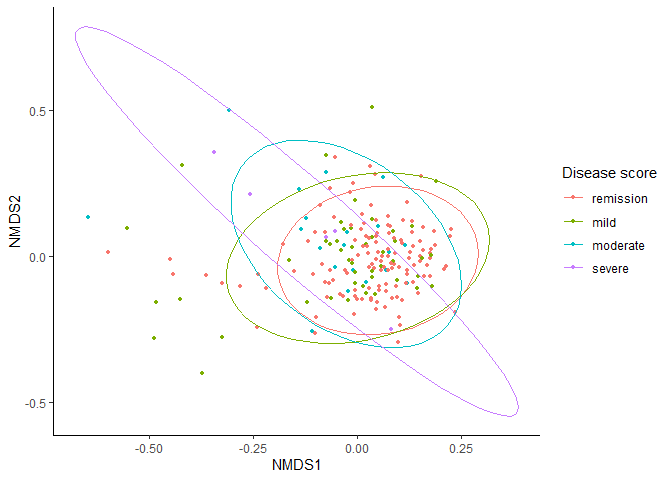 0.5
0.0
-0.5
NMDS2
-0.50
-0.25
0.00
0.25
NMDS1
Disease score
remission
mild
moderate
severe